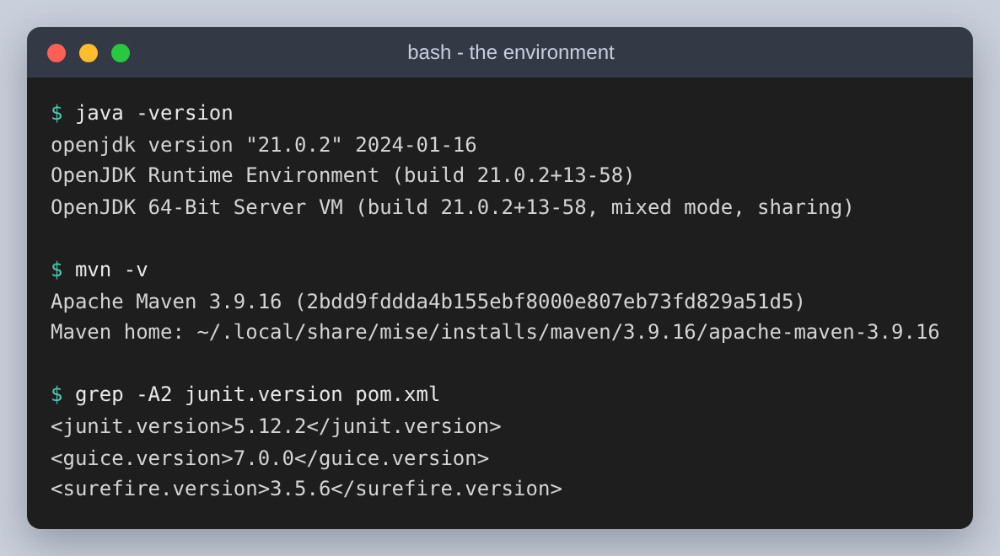 bash - the environment
$ java -version
openjdk version "21.0.2" 2024-01-16
OpenJDK Runtime Environment (build 21.0.2+13-58)
OpenJDK 64-Bit Server VM (build 21.0.2+13-58, mixed mode, sharing)
$ mvn -v
Apache Maven 3.9.16 (2bdd9fddda4b155ebf8000e807eb73fd829a51d5)
Maven home: ~/.local/share/mise/installs/maven/3.9.16/apache-maven-3.9.16
$ grep -A2 junit.version pom.xml
<junit.version>5.12.2</junit.version>
<guice.version>7.0.0</guice.version>
<surefire.version>3.5.6</surefire.version>